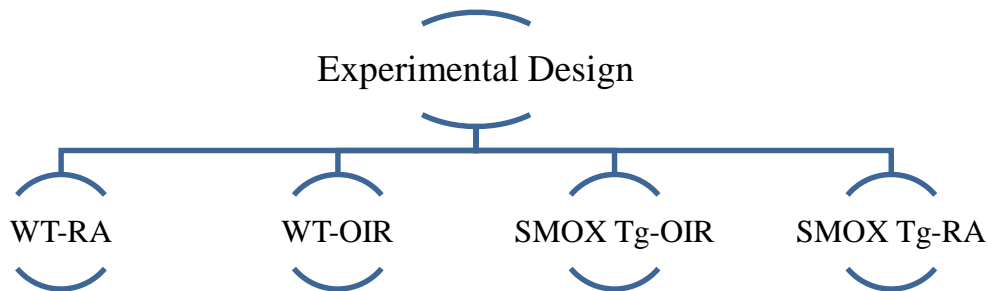 Experimental Design
WT-RA
WT-OIR
SMOX Tg-OIR
SMOX Tg-RA